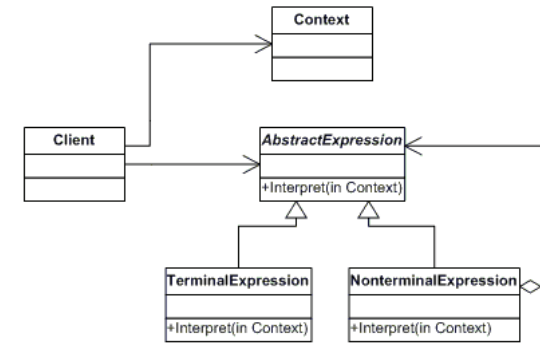 Context
Client
AbstractExpression
+Interpret(in Context)
TerminalExpression
+Interpret(in Context)
NonterminalExpression
+Interpret(in Context)